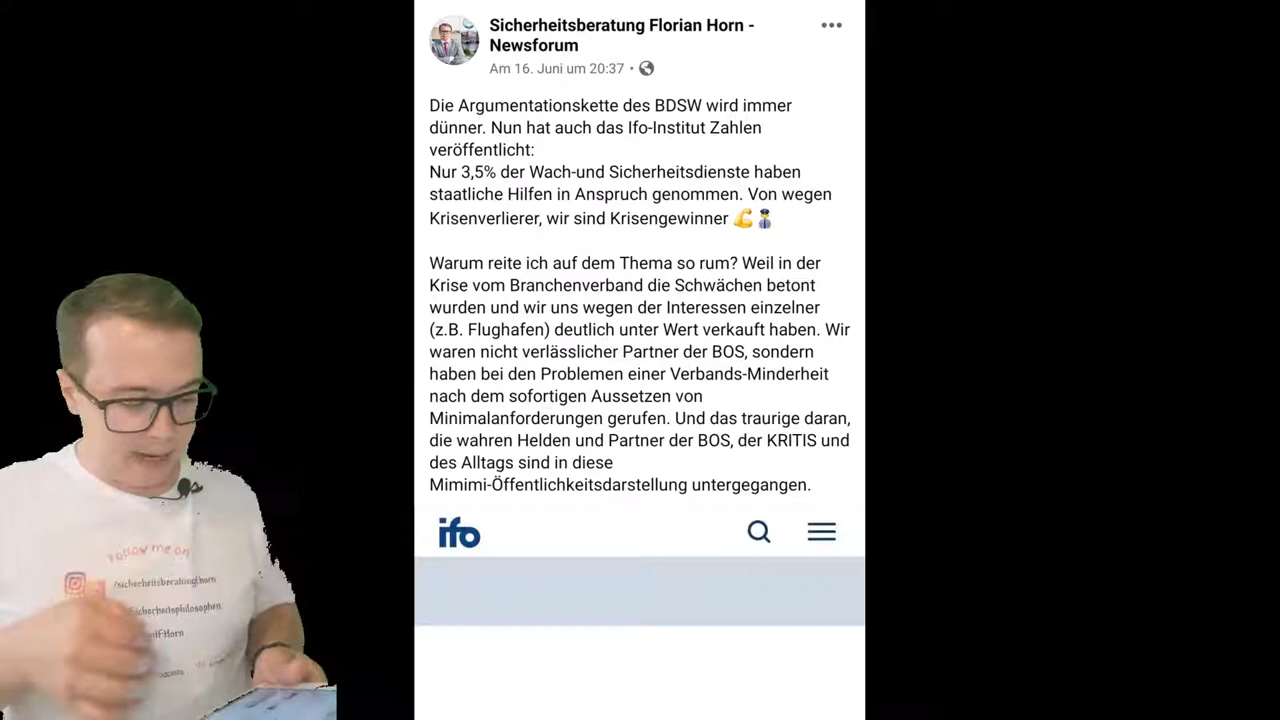 Sicherheitsberatung Florian Horn -
Newsforum
Am 16. Juni um 20:37 •
Die Argumentationskette des BDSW wird immer
dünner. Nun hat auch das Ifo-Institut Zahlen
veröffentlicht:
Nur 3,5% der Wach-und Sicherheitsdienste haben
staatliche Hilfen in Anspruch genommen. Von wegen
Krisenverlierer, wir sind Krisengewinner 💪👮
Warum reite ich auf dem Thema so rum? Weil in der
Krise vom Branchenverband die Schwächen betont
wurden und wir uns wegen der Interessen einzelner
(z.B. Flughafen) deutlich unter Wert verkauft haben. Wir
waren nicht verlässlicher Partner der BOS, sondern
haben bei den Problemen einer Verbands-Minderheit
nach dem sofortigen Aussetzen von
Minimalanforderungen gerufen. Und das traurige daran,
die wahren Helden und Partner der BOS, der KRITIS und
des Alltags sind in diese
Mimimi-Öffentlichkeitsdarstellung untergegangen.
ifo
Follow me on
/sicherheitsberatungfhorn